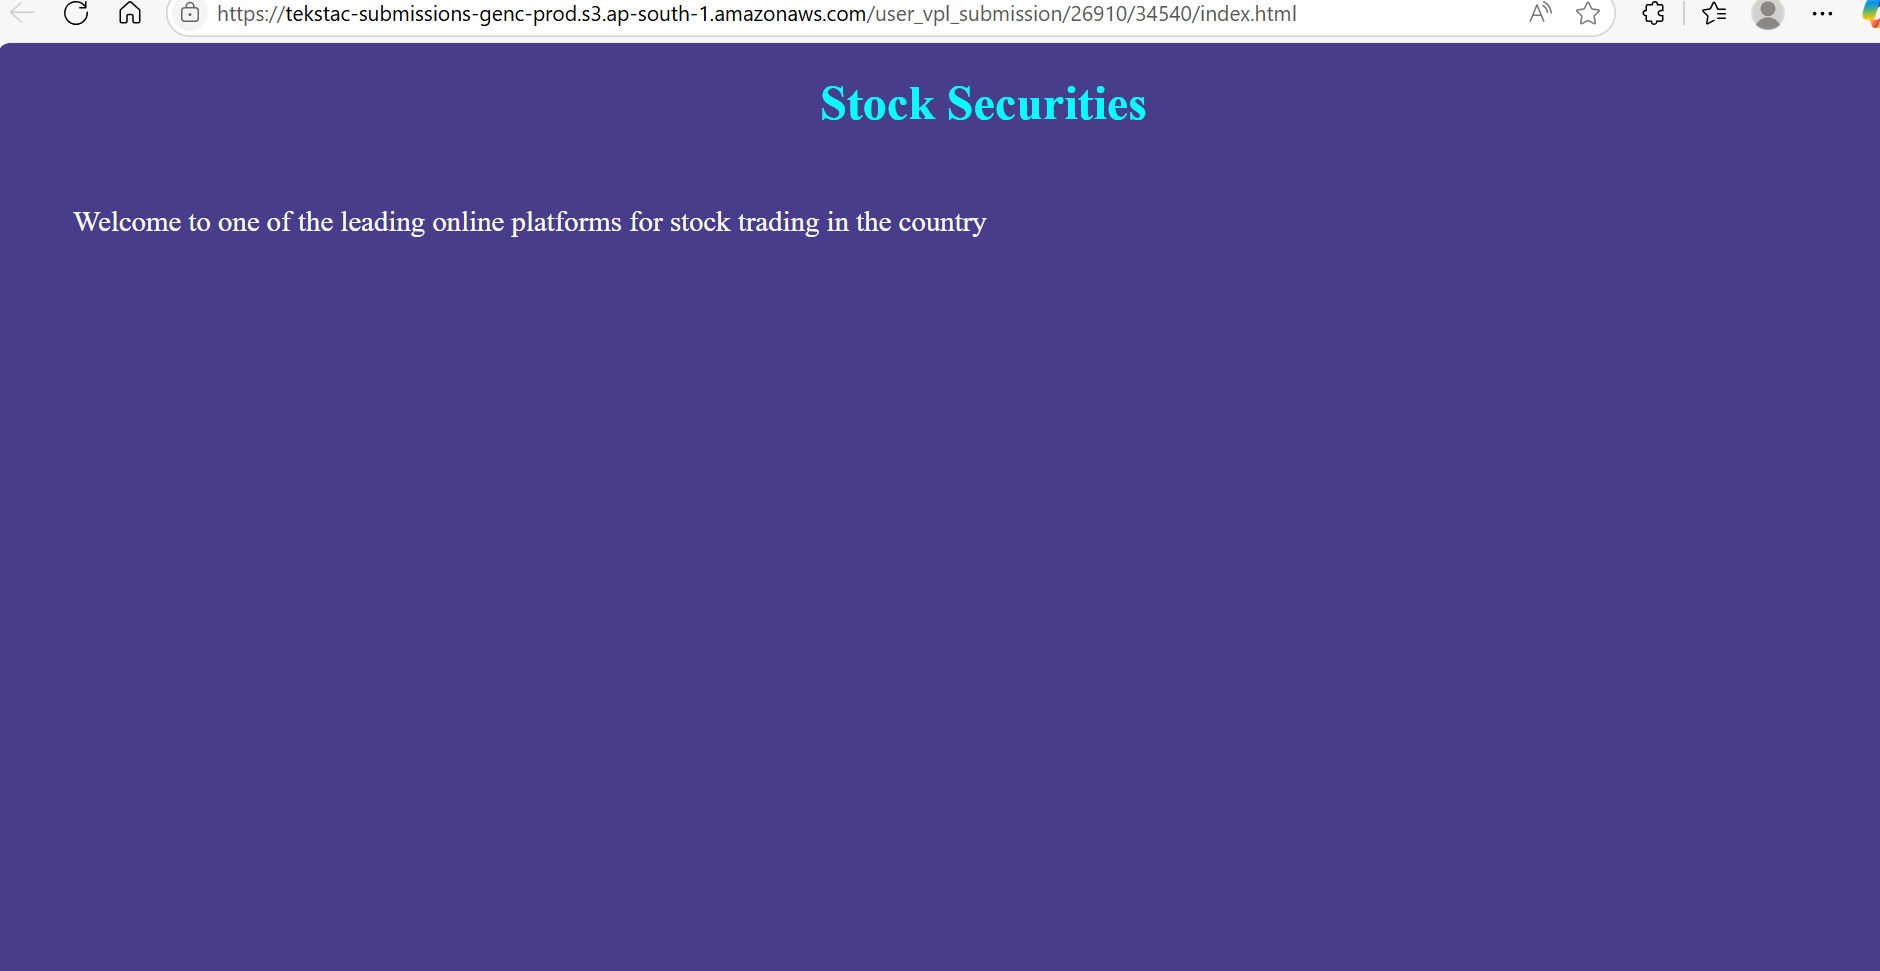 https://tekstac-submissions-genc-prod.s3.ap-south-1.amazonaws.com/user_vpl_submission/26910/34540/index.html
Stock Securities
Welcome to one of the leading online platforms for stock trading in the country